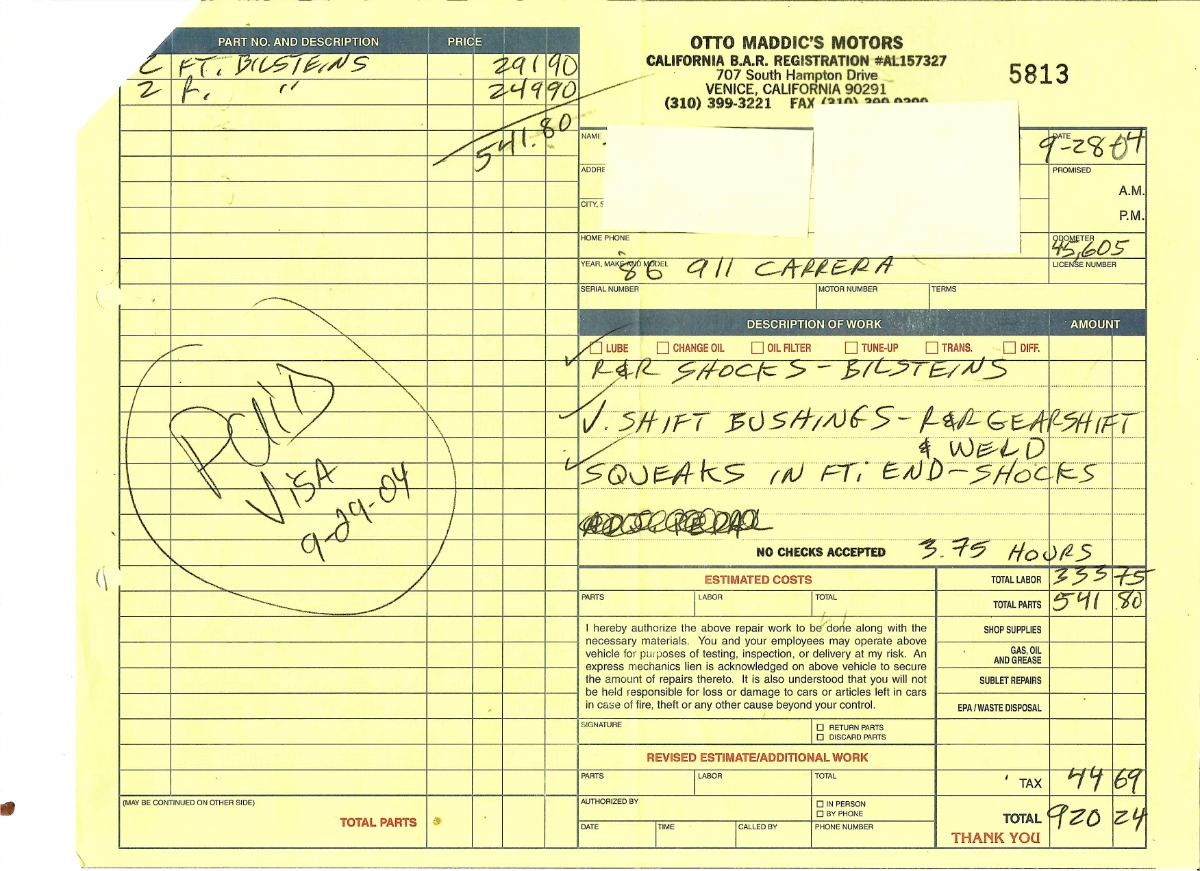 PART NO. AND DESCRIPTION PRICE
2 FT. BILSTEINS 291 90
2 R. " 249 90
541.80
PAID
VISA
9-29-04
(MAY BE CONTINUED ON OTHER SIDE)
TOTAL PARTS
OTTO MADDIC'S MOTORS
CALIFORNIA B.A.R. REGISTRATION #AL157327
707 South Hampton Drive
VENICE, CALIFORNIA 90291
(310) 399-3221 FAX (310) 399-9399
5813
NAME
DATE
9-28-04
ADDRE
PROMISED
A.M.
P.M.
CITY, S
HOME PHONE
ODOMETER
45,605
YEAR, MAKE AND MODEL
'86 911 CARRERA
LICENSE NUMBER
SERIAL NUMBER MOTOR NUMBER TERMS
DESCRIPTION OF WORK AMOUNT
LUBE CHANGE OIL OIL FILTER TUNE-UP TRANS. DIFF.
R&R SHOCKS - BILSTEINS
√. SHIFT BUSHINGS - R&R GEARSHIFT
& WELD
SQUEAKS IN FT. END - SHOCKS
NO CHECKS ACCEPTED 3.75 HOURS
ESTIMATED COSTS
PARTS LABOR TOTAL
I hereby authorize the above repair work to be done along with the
necessary materials. You and your employees may operate above
vehicle for purposes of testing, inspection, or delivery at my risk. An
express mechanics lien is acknowledged on above vehicle to secure
the amount of repairs thereto. It is also understood that you will not
be held responsible for loss or damage to cars or articles left in cars
in case of fire, theft or any other cause beyond your control.
SIGNATURE
RETURN PARTS
DISCARD PARTS
REVISED ESTIMATE/ADDITIONAL WORK
PARTS LABOR TOTAL
AUTHORIZED BY
IN PERSON
BY PHONE
DATE TIME CALLED BY PHONE NUMBER
TOTAL LABOR 333 75
TOTAL PARTS 541 80
SHOP SUPPLIES
GAS, OIL
AND GREASE
SUBLET REPAIRS
EPA / WASTE DISPOSAL
TAX 44 69
TOTAL 920 24
THANK YOU